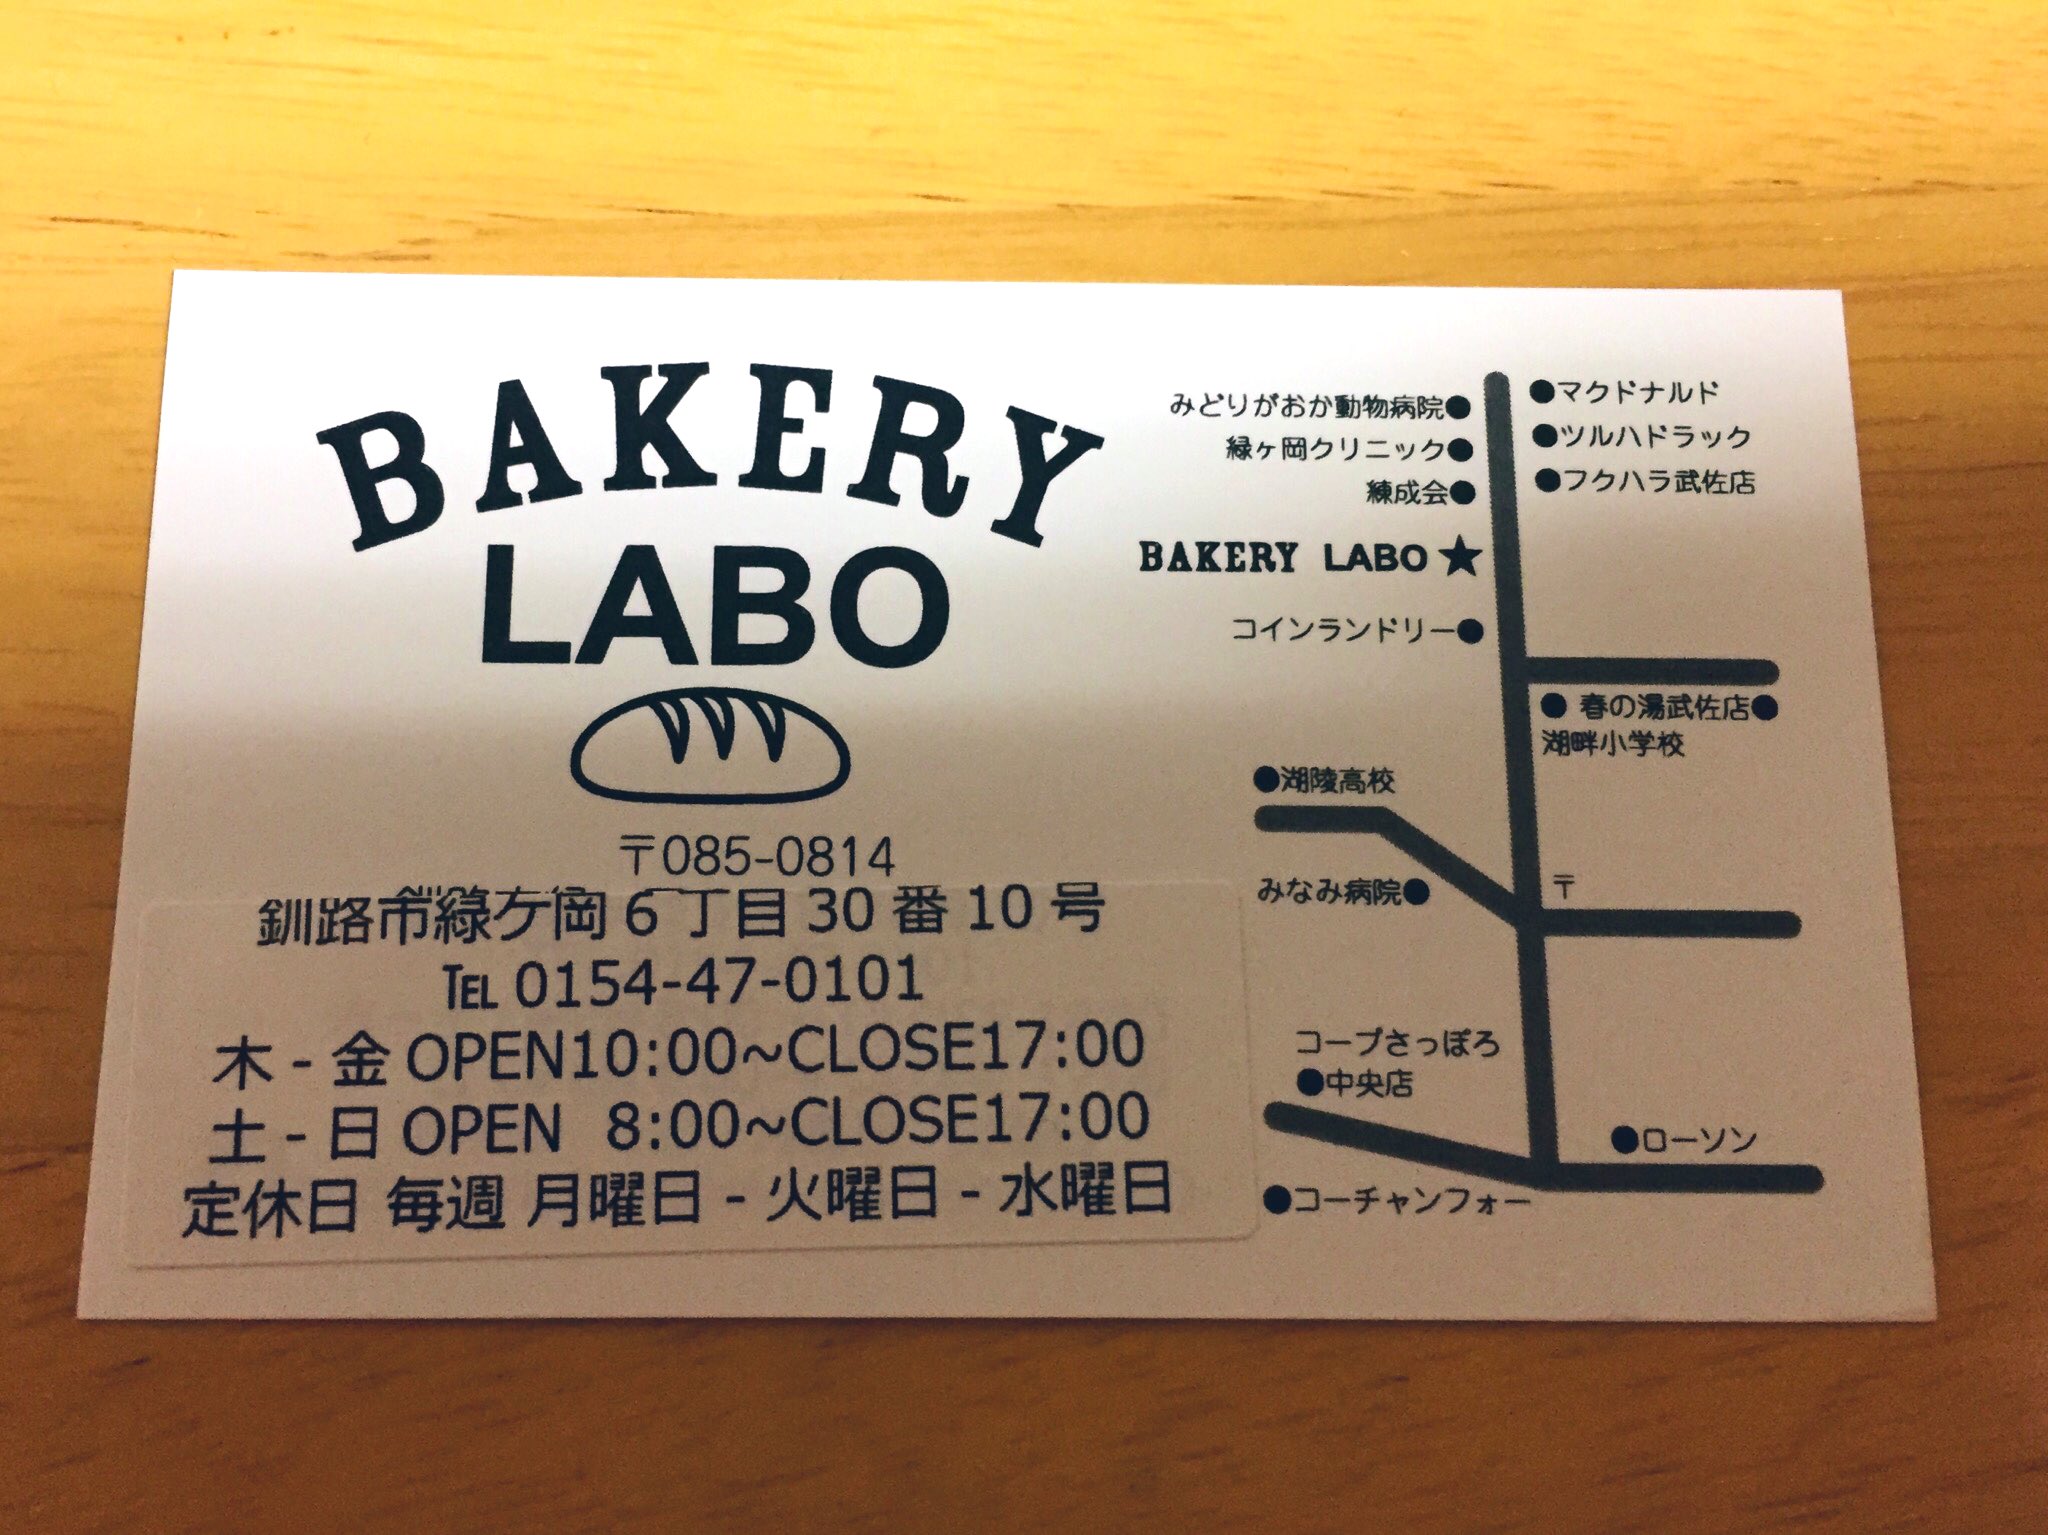 BAKERY
LABO
〒085-0814
釧路市緑ケ岡6丁目30番10号
℡0154-47-0101
木-金 OPEN10:00~CLOSE17:00
土-日 OPEN 8:00~CLOSE17:00
定休日 毎週 月曜日-火曜日-水曜日
みどりがおか動物病院●
●マクドナルド
緑ヶ岡クリニック●
●ツルハドラック
練成会●
●フクハラ武佐店
BAKERY LABO★
コインランドリー●
● 春の湯武佐店●
湖畔小学校
●湖陵高校
みなみ病院●
〒
コープさっぽろ
●中央店
●ローソン
●コーチャンフォー